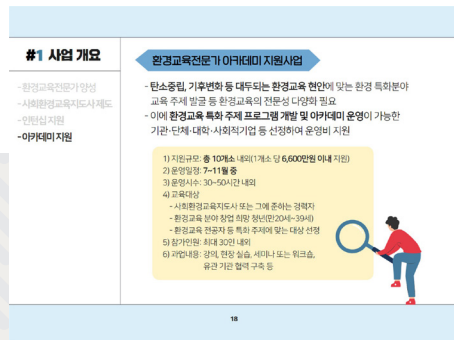 #1 사업 개요
- 환경교육전문가 양성
- 사회환경교육지도사 제도
- 인턴십 지원
- 아카데미 지원
환경교육전문가 아카데미 지원사업
- 탄소중립, 기후변화 등 대두되는 환경교육 현안에 맞는 환경 특화분야
교육 주제 발굴 등 환경교육의 전문성 다양화 필요
- 이에 환경교육 특화 주제 프로그램 개발 및 아카데미 운영이 가능한
기관·단체·대학·사회적기업 등 선정하여 운영비 지원
1) 지원규모: 총 10개소 내외(1개소 당 6,600만원 이내 지원)
2) 운영일정: 7~11월 중
3) 운영시수: 30~50시간 내외
4) 교육대상
- 사회환경교육지도사 또는 그에 준하는 경력자
- 환경교육 분야 창업 희망 청년(만20세~39세)
- 환경교육 전공자 등 특화 주제에 맞는 대상 선정
5) 참가인원: 최대 30인 내외
6) 과업내용: 강의, 현장 실습, 세미나 또는 워크숍,
유관 기관 협력 구축 등
18